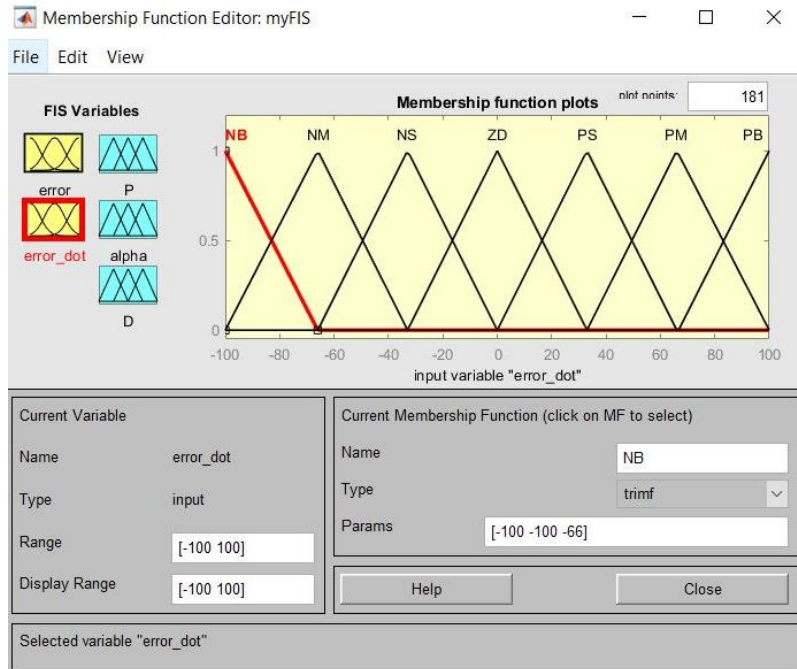 Membership Function Editor: myFIS
File Edit View
FIS Variables
error
P
error_dot
alpha
D
Membership function plots
plot points:
181
NB NM NS ZD PS PM PB
1
0.5
0
-100 -80 -60 -40 -20 0 20 40 60 80 100
input variable "error_dot"
Current Variable
Name error_dot
Type input
Range [-100 100]
Display Range [-100 100]
Current Membership Function (click on MF to select)
Name NB
Type trimf
Params [-100 -100 -66]
Help Close
Selected variable "error_dot"